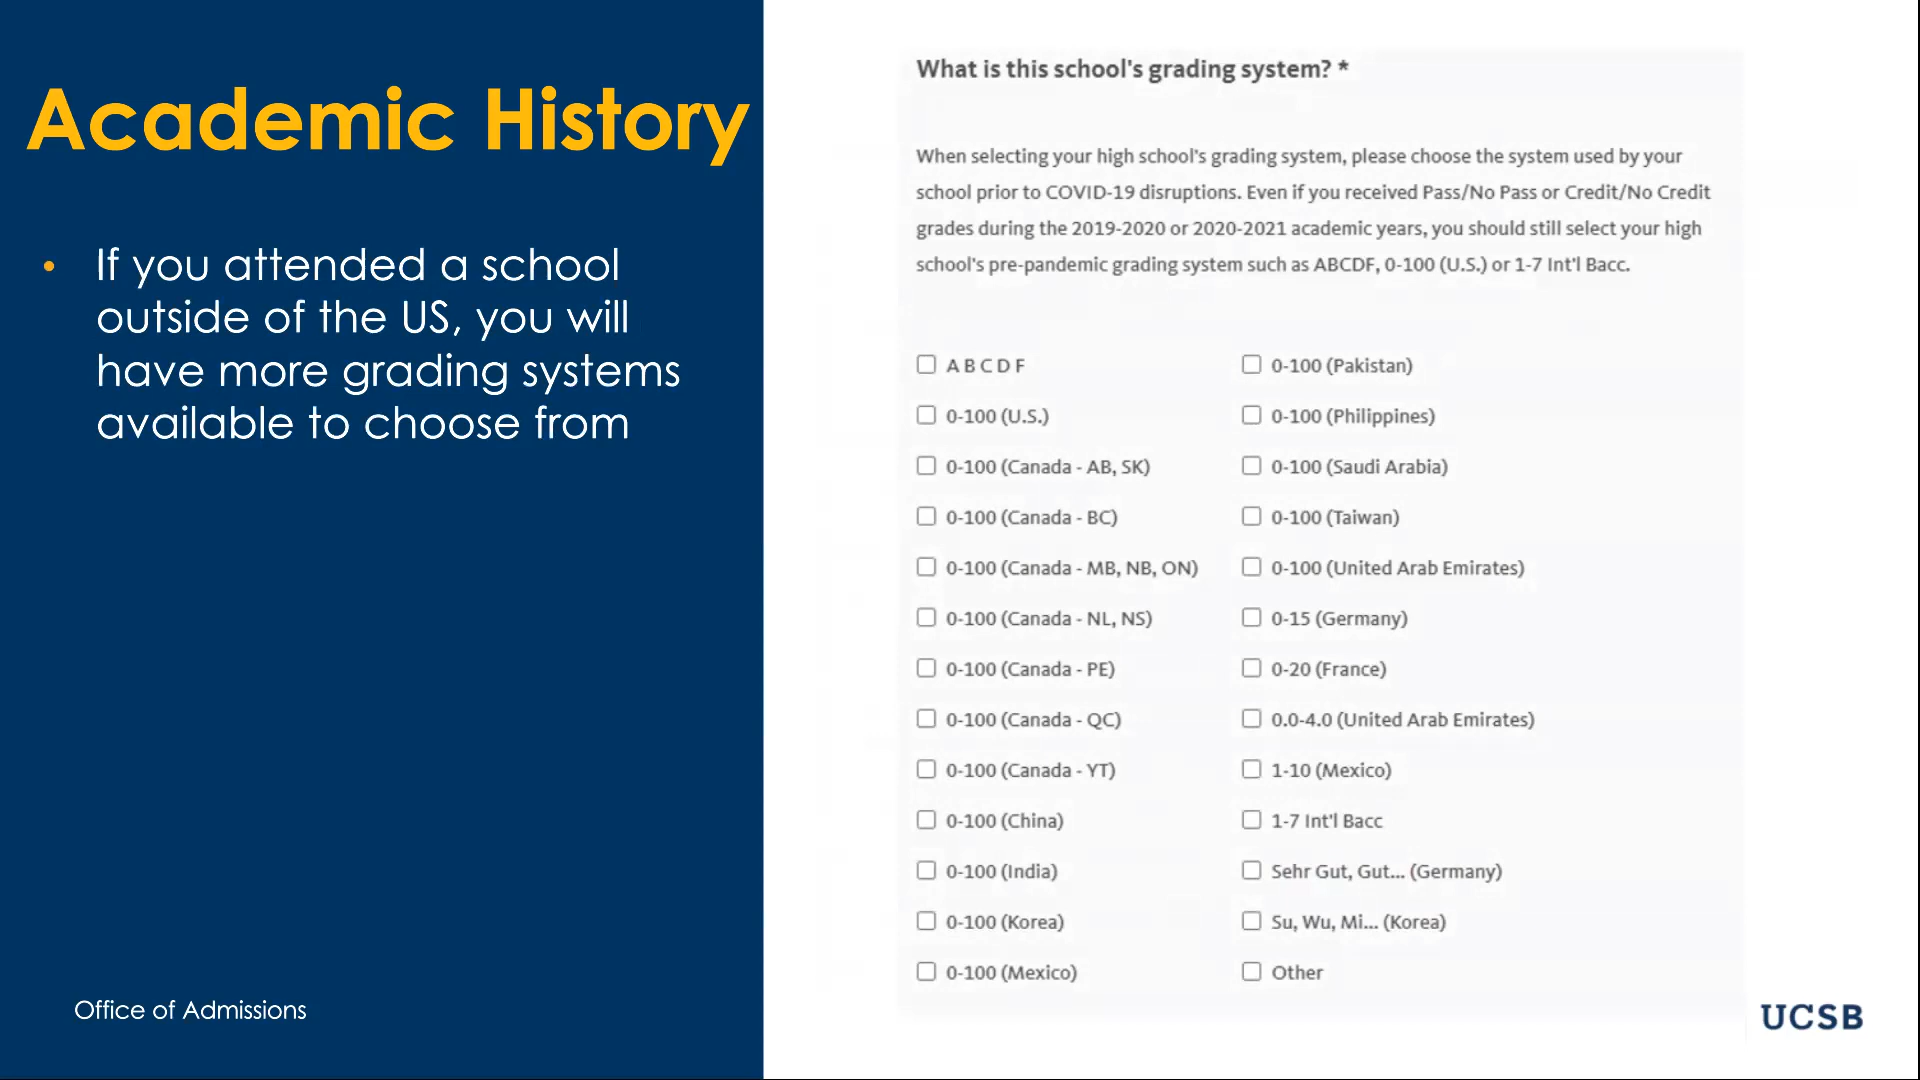 Academic History
• If you attended a school
outside of the US, you will
have more grading systems
available to choose from
Office of Admissions
What is this school's grading system? *
When selecting your high school's grading system, please choose the system used by your
school prior to COVID-19 disruptions. Even if you received Pass/No Pass or Credit/No Credit
grades during the 2019-2020 or 2020-2021 academic years, you should still select your high
school's pre-pandemic grading system such as ABCDF, 0-100 (U.S.) or 1-7 Int'l Bacc.
A B C D F
0-100 (U.S.)
0-100 (Canada - AB, SK)
0-100 (Canada - BC)
0-100 (Canada - MB, NB, ON)
0-100 (Canada - NL, NS)
0-100 (Canada - PE)
0-100 (Canada - QC)
0-100 (Canada - YT)
0-100 (China)
0-100 (India)
0-100 (Korea)
0-100 (Mexico)
0-100 (Pakistan)
0-100 (Philippines)
0-100 (Saudi Arabia)
0-100 (Taiwan)
0-100 (United Arab Emirates)
0-15 (Germany)
0-20 (France)
0.0-4.0 (United Arab Emirates)
1-10 (Mexico)
1-7 Int'l Bacc
Sehr Gut, Gut... (Germany)
Su, Wu, Mi... (Korea)
Other
UCSB